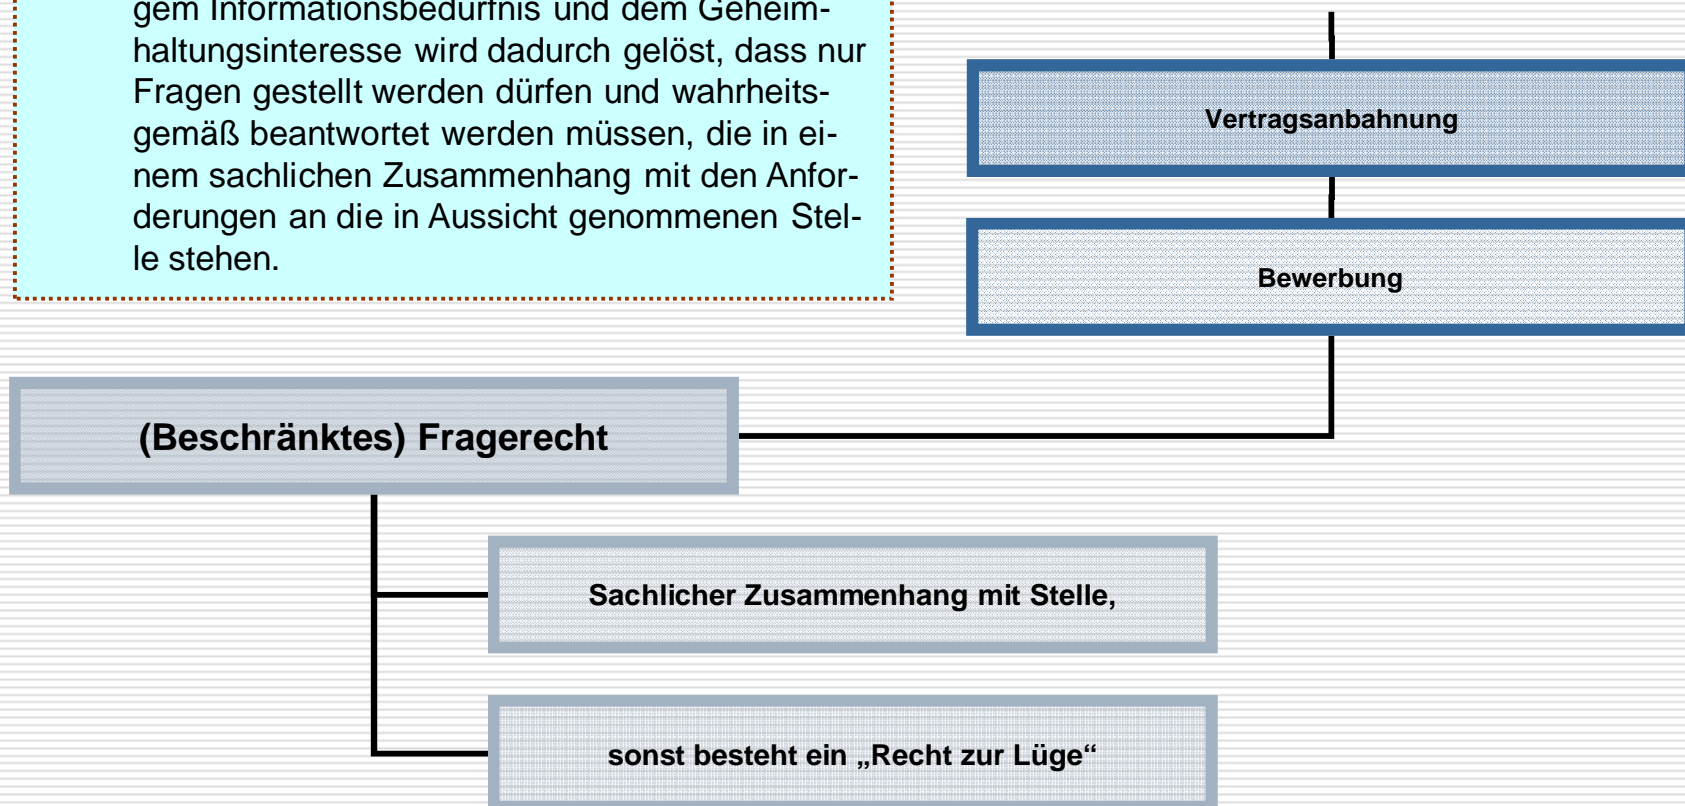 gem Informationsbedürfnis und dem Geheim-
haltungsinteresse wird dadurch gelöst, dass nur
Fragen gestellt werden dürfen und wahrheits-
gemäß beantwortet werden müssen, die in ei-
nem sachlichen Zusammenhang mit den Anfor-
derungen an die in Aussicht genommenen Stel-
le stehen.
Vertragsanbahnung
Bewerbung
(Beschränktes) Fragerecht
Sachlicher Zusammenhang mit Stelle,
sonst besteht ein „Recht zur Lüge“